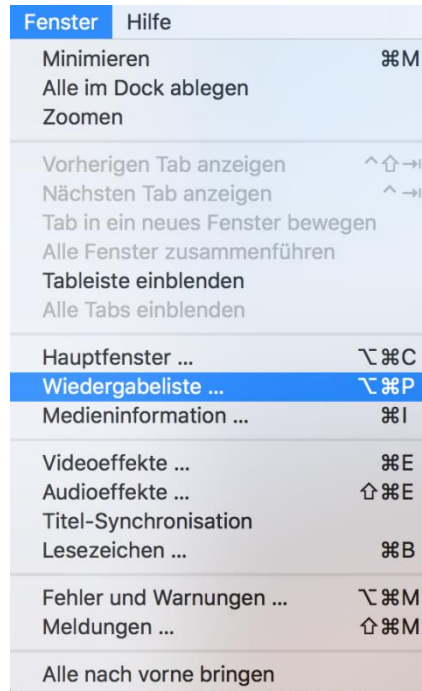 Fenster Hilfe
Minimieren ⌘M
Alle im Dock ablegen
Zoomen
Vorherigen Tab anzeigen ⌃⇧⇥
Nächsten Tab anzeigen ⌃⇥
Tab in ein neues Fenster bewegen
Alle Fenster zusammenführen
Tableiste einblenden
Alle Tabs einblenden
Hauptfenster ... ⌥⌘C
Wiedergabeliste ... ⌥⌘P
Medieninformation ... ⌘I
Videoeffekte ... ⌘E
Audioeffekte ... ⇧⌘E
Titel-Synchronisation
Lesezeichen ... ⌘B
Fehler und Warnungen ... ⌥⌘M
Meldungen ... ⇧⌘M
Alle nach vorne bringen